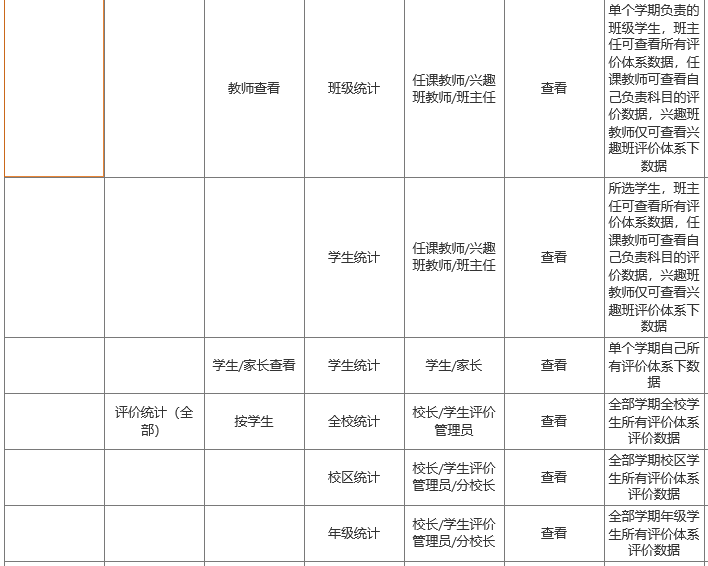 教师查看
班级统计
任课教师/兴趣
班教师/班主任
查看
单个学期负责的
班级学生，班主
任可查看所有评
价体系数据，任
课教师可查看自
己负责科目的评
价数据，兴趣班
教师仅可查看兴
趣班评价体系下
数据
学生统计
任课教师/兴趣
班教师/班主任
查看
所选学生，班主
任可查看所有评
价体系数据，任
课教师可查看自
己负责科目的评
价数据，兴趣班
教师仅可查看兴
趣班评价体系下
数据
学生/家长查看
学生统计
学生/家长
查看
单个学期自己所
有评价体系下数
据
评价统计（全
部）
按学生
全校统计
校长/学生评价
管理员
查看
全部学期全校学
生所有评价体系
评价数据
校区统计
校长/学生评价
管理员/分校长
查看
全部学期校区学
生所有评价体系
评价数据
年级统计
校长/学生评价
管理员/分校长
查看
全部学期年级学
生所有评价体系
评价数据